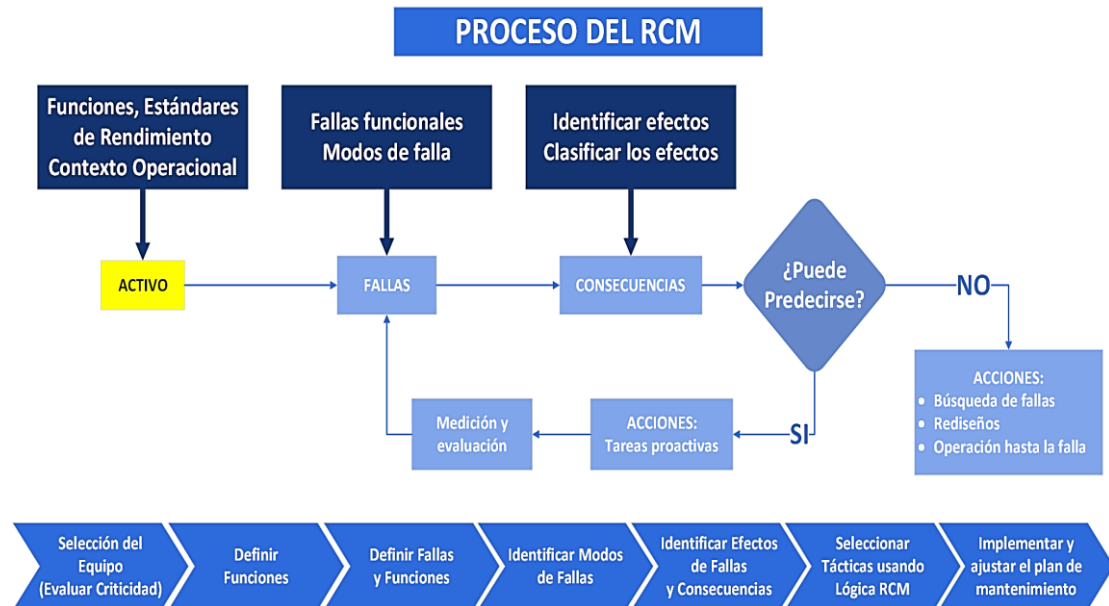 PROCESO DEL RCM
Funciones, Estándares
de Rendimiento
Contexto Operacional
Fallas funcionales
Modos de falla
Identificar efectos
Clasificar los efectos
ACTIVO
FALLAS
CONSECUENCIAS
¿Puede
Predecirse?
NO
ACCIONES:
• Búsqueda de fallas
• Rediseños
• Operación hasta la falla
SI
ACCIONES:
Tareas proactivas
Medición y
evaluación
Selección del
Equipo
(Evaluar Criticidad)
Definir
Funciones
Definir Fallas
y Funciones
Identificar Modos
de Fallas
Identificar Efectos
de Fallas
y Consecuencias
Seleccionar
Tácticas usando
Lógica RCM
Implementar y
ajustar el plan de
mantenimiento